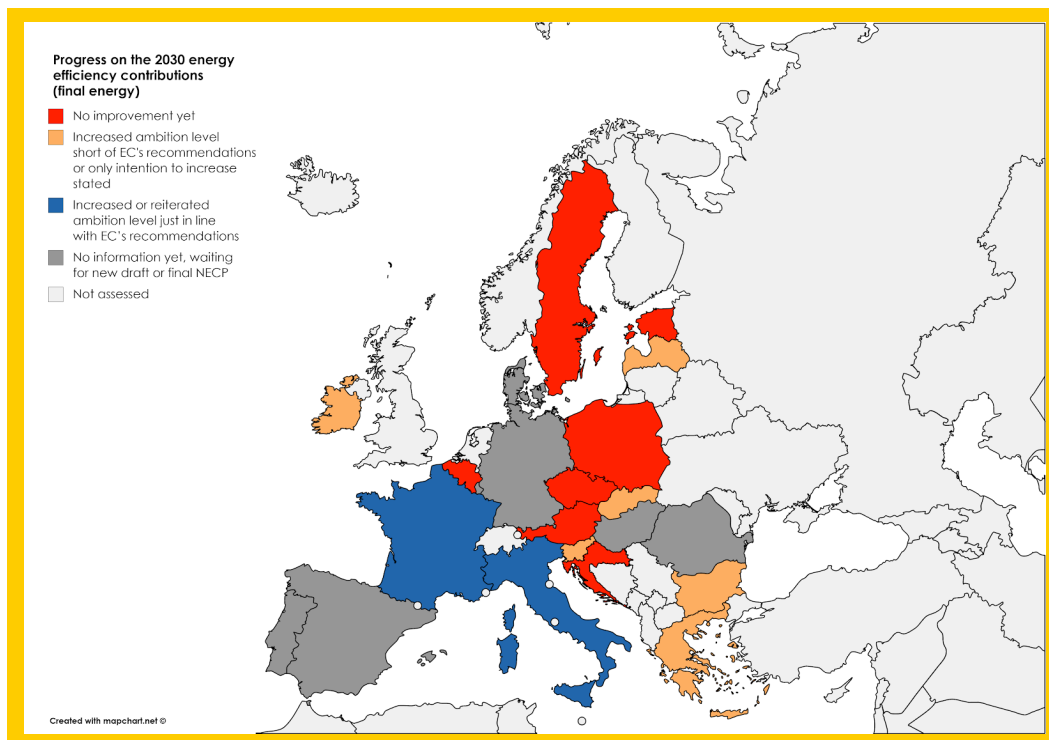 Progress on the 2030 energy
efficiency contributions
(final energy)
No improvement yet
Increased ambition level
short of EC's recommendations
or only intention to increase
stated
Increased or reiterated
ambition level just in line
with EC's recommendations
No information yet, waiting
for new draft or final NECP
Not assessed
Created with mapchart.net ©